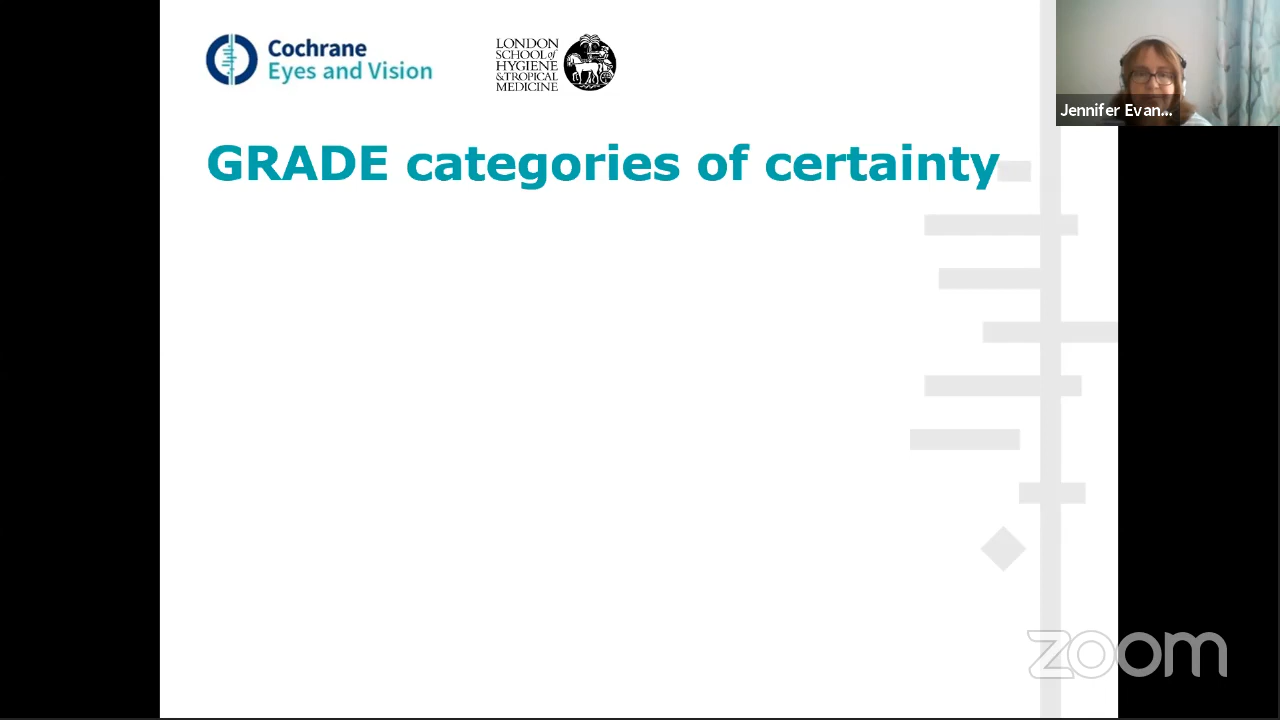 Cochrane
Eyes and Vision
LONDON
SCHOOL of
HYGIENE
& TROPICAL
MEDICINE
Jennifer Evan...
GRADE categories of certainty
zoom